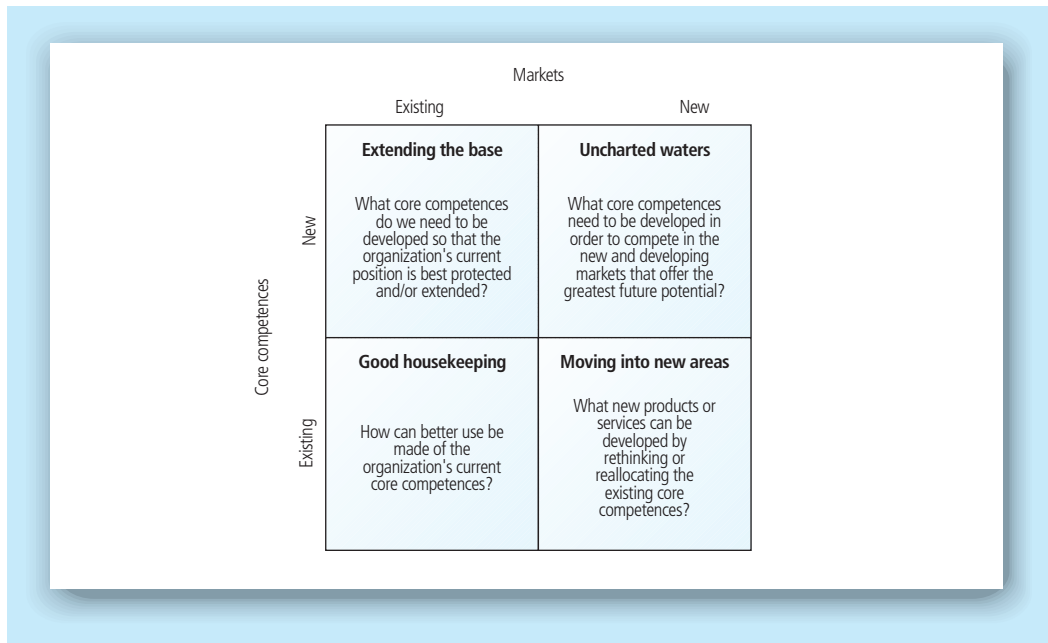 Markets
Existing
New
Extending the base
What core competences
do we need to be
developed so that the
organization's current
position is best protected
and/or extended?
Uncharted waters
What core competences
need to be developed in
order to compete in the
new and developing
markets that offer the
greatest future potential?
New
Core competences
Good housekeeping
How can better use be
made of the
organization's current
core competences?
Moving into new areas
What new products or
services can be
developed by
rethinking or
reallocating the
existing core
competences?
Existing